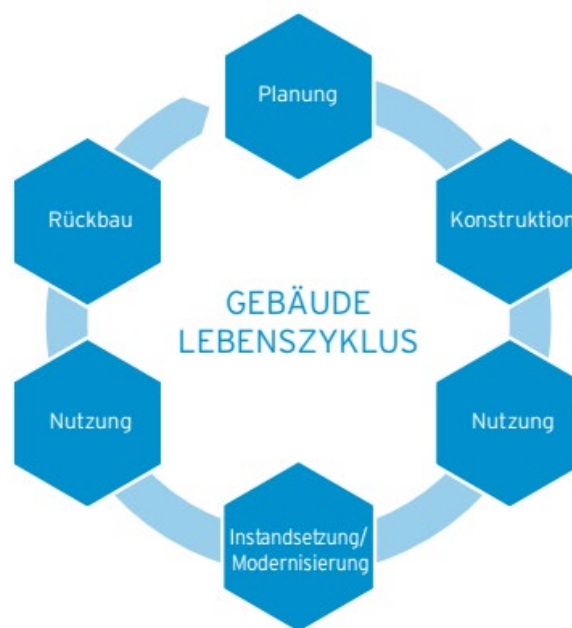 Planung
Konstruktion
Nutzung
Instandsetzung/
Modernisierung
Nutzung
Rückbau
GEBÄUDE
LEBENSZYKLUS